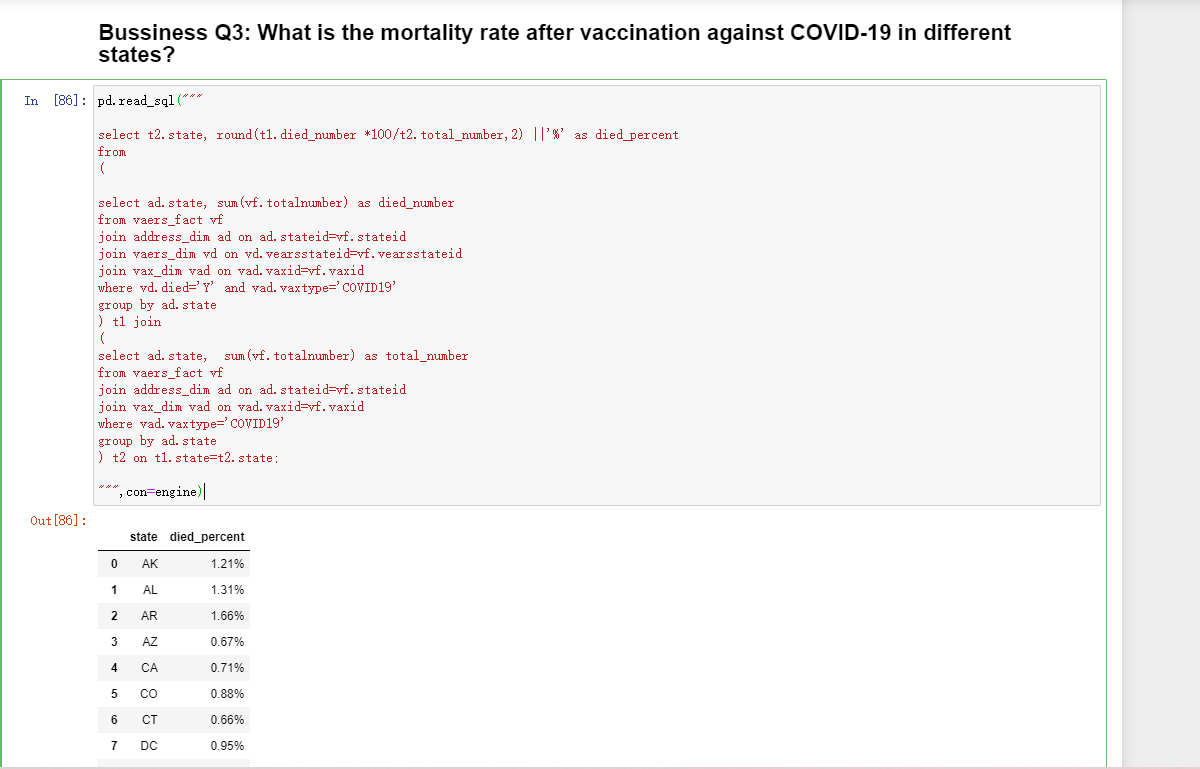 Bussiness Q3: What is the mortality rate after vaccination against COVID-19 in different
states?
In [86]: pd.read_sql("""
select t2.state, round(t1.died_number *100/t2.total_number,2) ||'%' as died_percent
from
(
select ad.state, sum(vf.totalnumber) as died_number
from vaers_fact vf
join address_dim ad on ad.stateid=vf.stateid
join vaers_dim vd on vd.vearsstateid=vf.vearsstateid
join vax_dim vad on vad.vaxid=vf.vaxid
where vd.died='Y' and vad.vaxtype='COVID19'
group by ad.state
) t1 join
(
select ad.state,  sum(vf.totalnumber) as total_number
from vaers_fact vf
join address_dim ad on ad.stateid=vf.stateid
join vax_dim vad on vad.vaxid=vf.vaxid
where vad.vaxtype='COVID19'
group by ad.state
) t2 on t1.state=t2.state;
""",con=engine)
Out[86]:
state died_percent
0 AK 1.21%
1 AL 1.31%
2 AR 1.66%
3 AZ 0.67%
4 CA 0.71%
5 CO 0.88%
6 CT 0.66%
7 DC 0.95%